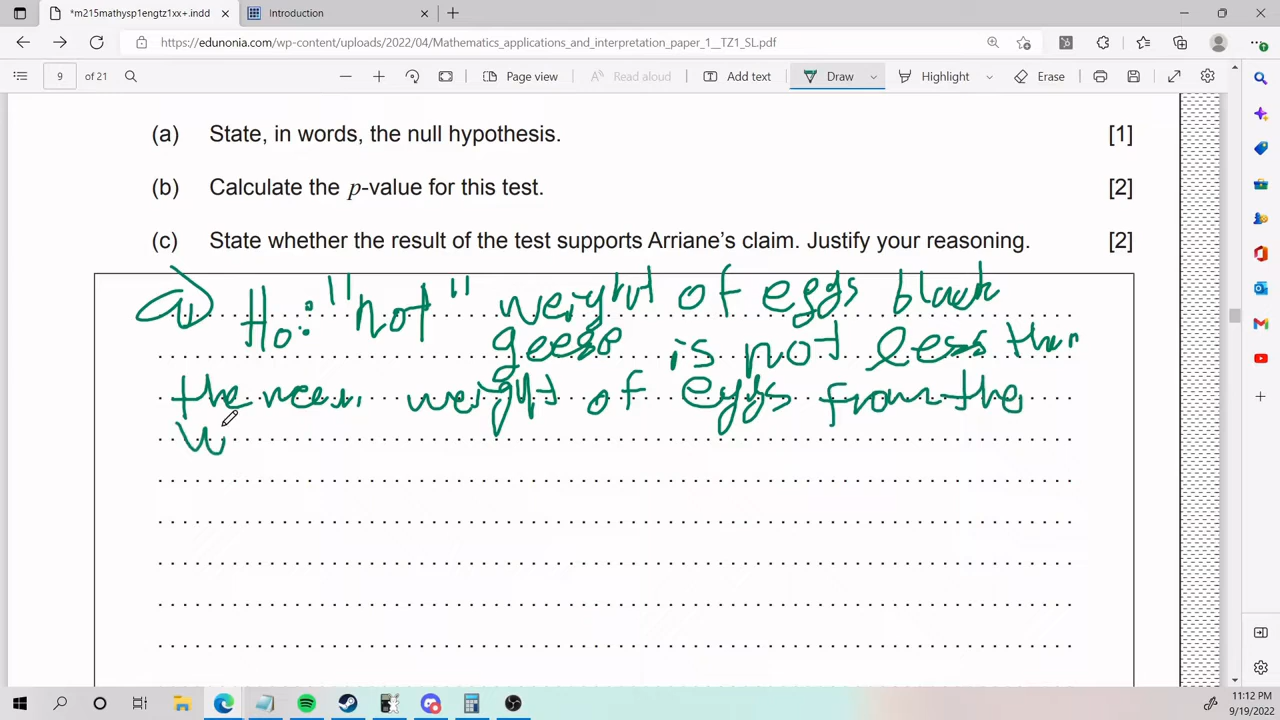 *m215mathysp1engtz1xx+.indd
Introduction
https://edunonia.com/wp-content/uploads/2022/04/Mathematics_applications_and_interpretation_paper_1__TZ1_SL.pdf
9 of 21
Page view
Read aloud
Add text
Draw
Highlight
Erase
(a) State, in words, the null hypothesis. [1]
(b) Calculate the p-value for this test. [2]
(c) State whether the result of the test supports Arriane's claim. Justify your reasoning. [2]
a) H0: "not" weight of eggs black
geese is not less than
the mean weight of eggs from the
w
11:12 PM
9/19/2022